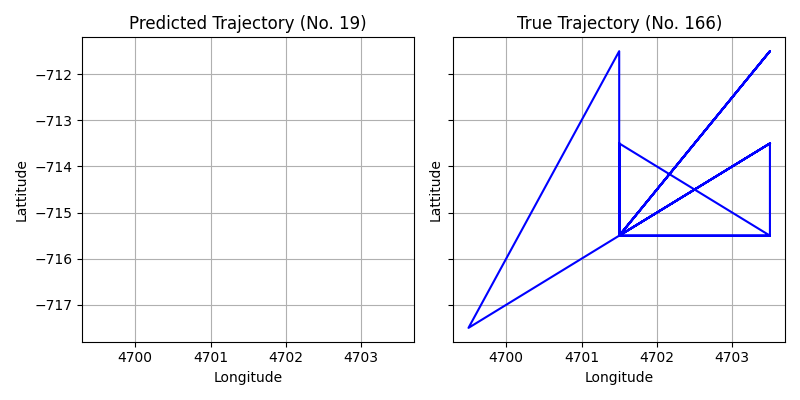 Predicted Trajectory (No. 19)
True Trajectory (No. 166)
Lattitude
−712
−713
−714
−715
−716
−717
4700
4701
4702
4703
Longitude
Lattitude
4700
4701
4702
4703
Longitude